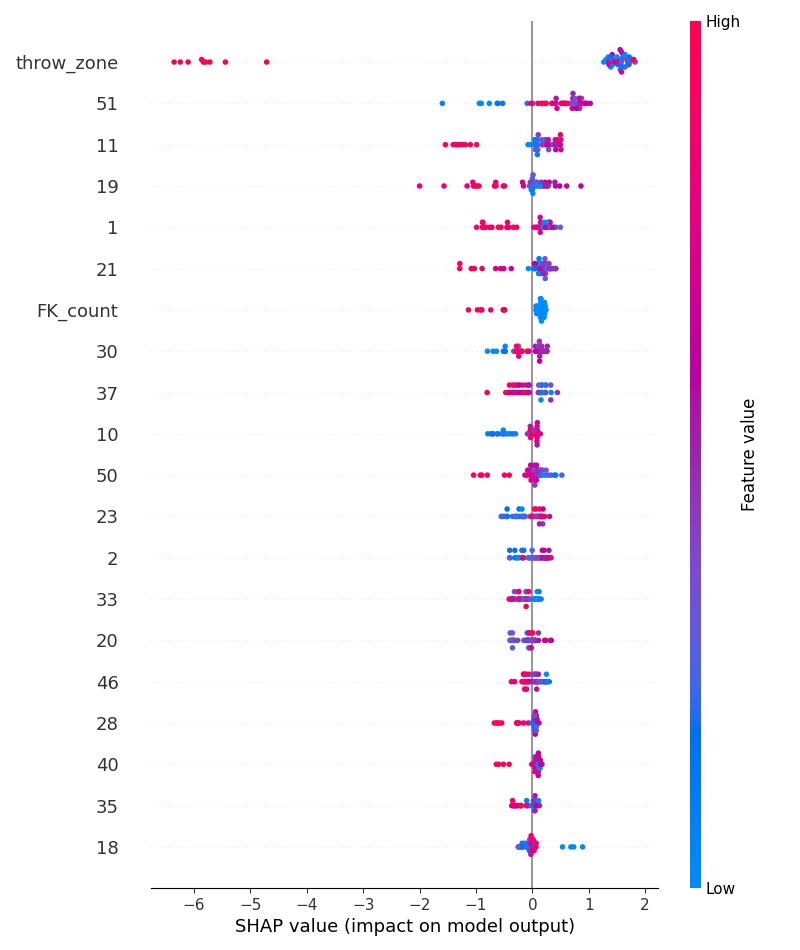 High
throw_zone
51
11
19
1
21
FK_count
30
37
10
50
23
2
33
20
46
28
40
35
18
Feature value
Low
−6 −5 −4 −3 −2 −1 0 1 2
SHAP value (impact on model output)